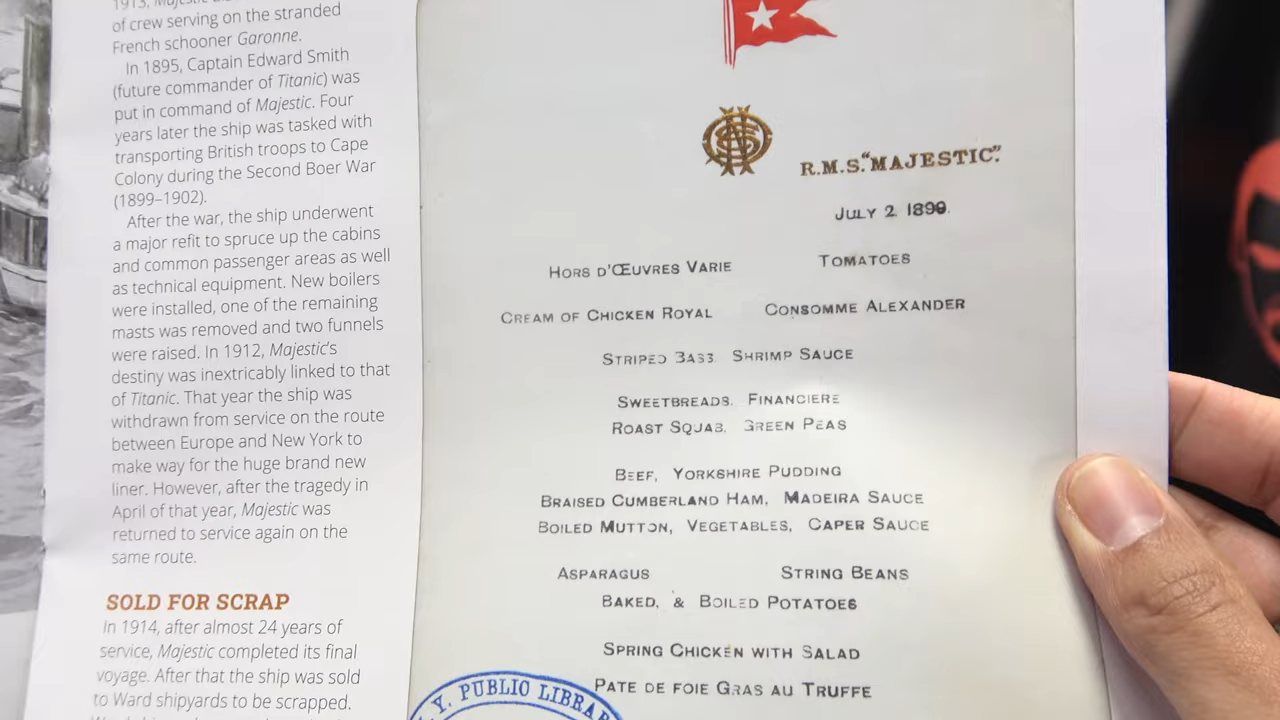 1913, Majestic
of crew serving on the stranded
French schooner Garonne.
In 1895, Captain Edward Smith
(future commander of Titanic) was
put in command of Majestic. Four
years later the ship was tasked with
transporting British troops to Cape
Colony during the Second Boer War
(1899–1902).
After the war, the ship underwent
a major refit to spruce up the cabins
and common passenger areas as well
as technical equipment. New boilers
were installed, one of the remaining
masts was removed and two funnels
were raised. In 1912, Majestic's
destiny was inextricably linked to that
of Titanic. That year the ship was
withdrawn from service on the route
between Europe and New York to
make way for the huge brand new
liner. However, after the tragedy in
April of that year, Majestic was
returned to service again on the
same route.
SOLD FOR SCRAP
In 1914, after almost 24 years of
service, Majestic completed its final
voyage. After that the ship was sold
to Ward shipyards to be scrapped.
R.M.S. "MAJESTIC".
JULY 2 1890.
HORS D'ŒUVRES VARIE TOMATOES
CREAM OF CHICKEN ROYAL CONSOMME ALEXANDER
STRIPED BASS. SHRIMP SAUCE
SWEETBREADS. FINANCIERE
ROAST SQUAB. GREEN PEAS
BEEF, YORKSHIRE PUDDING
BRAISED CUMBERLAND HAM, MADEIRA SAUCE
BOILED MUTTON, VEGETABLES, CAPER SAUCE
ASPARAGUS STRING BEANS
BAKED, & BOILED POTATOES
SPRING CHICKEN WITH SALAD
PATE DE FOIE GRAS AU TRUFFE
Y. PUBLIC LIBRA